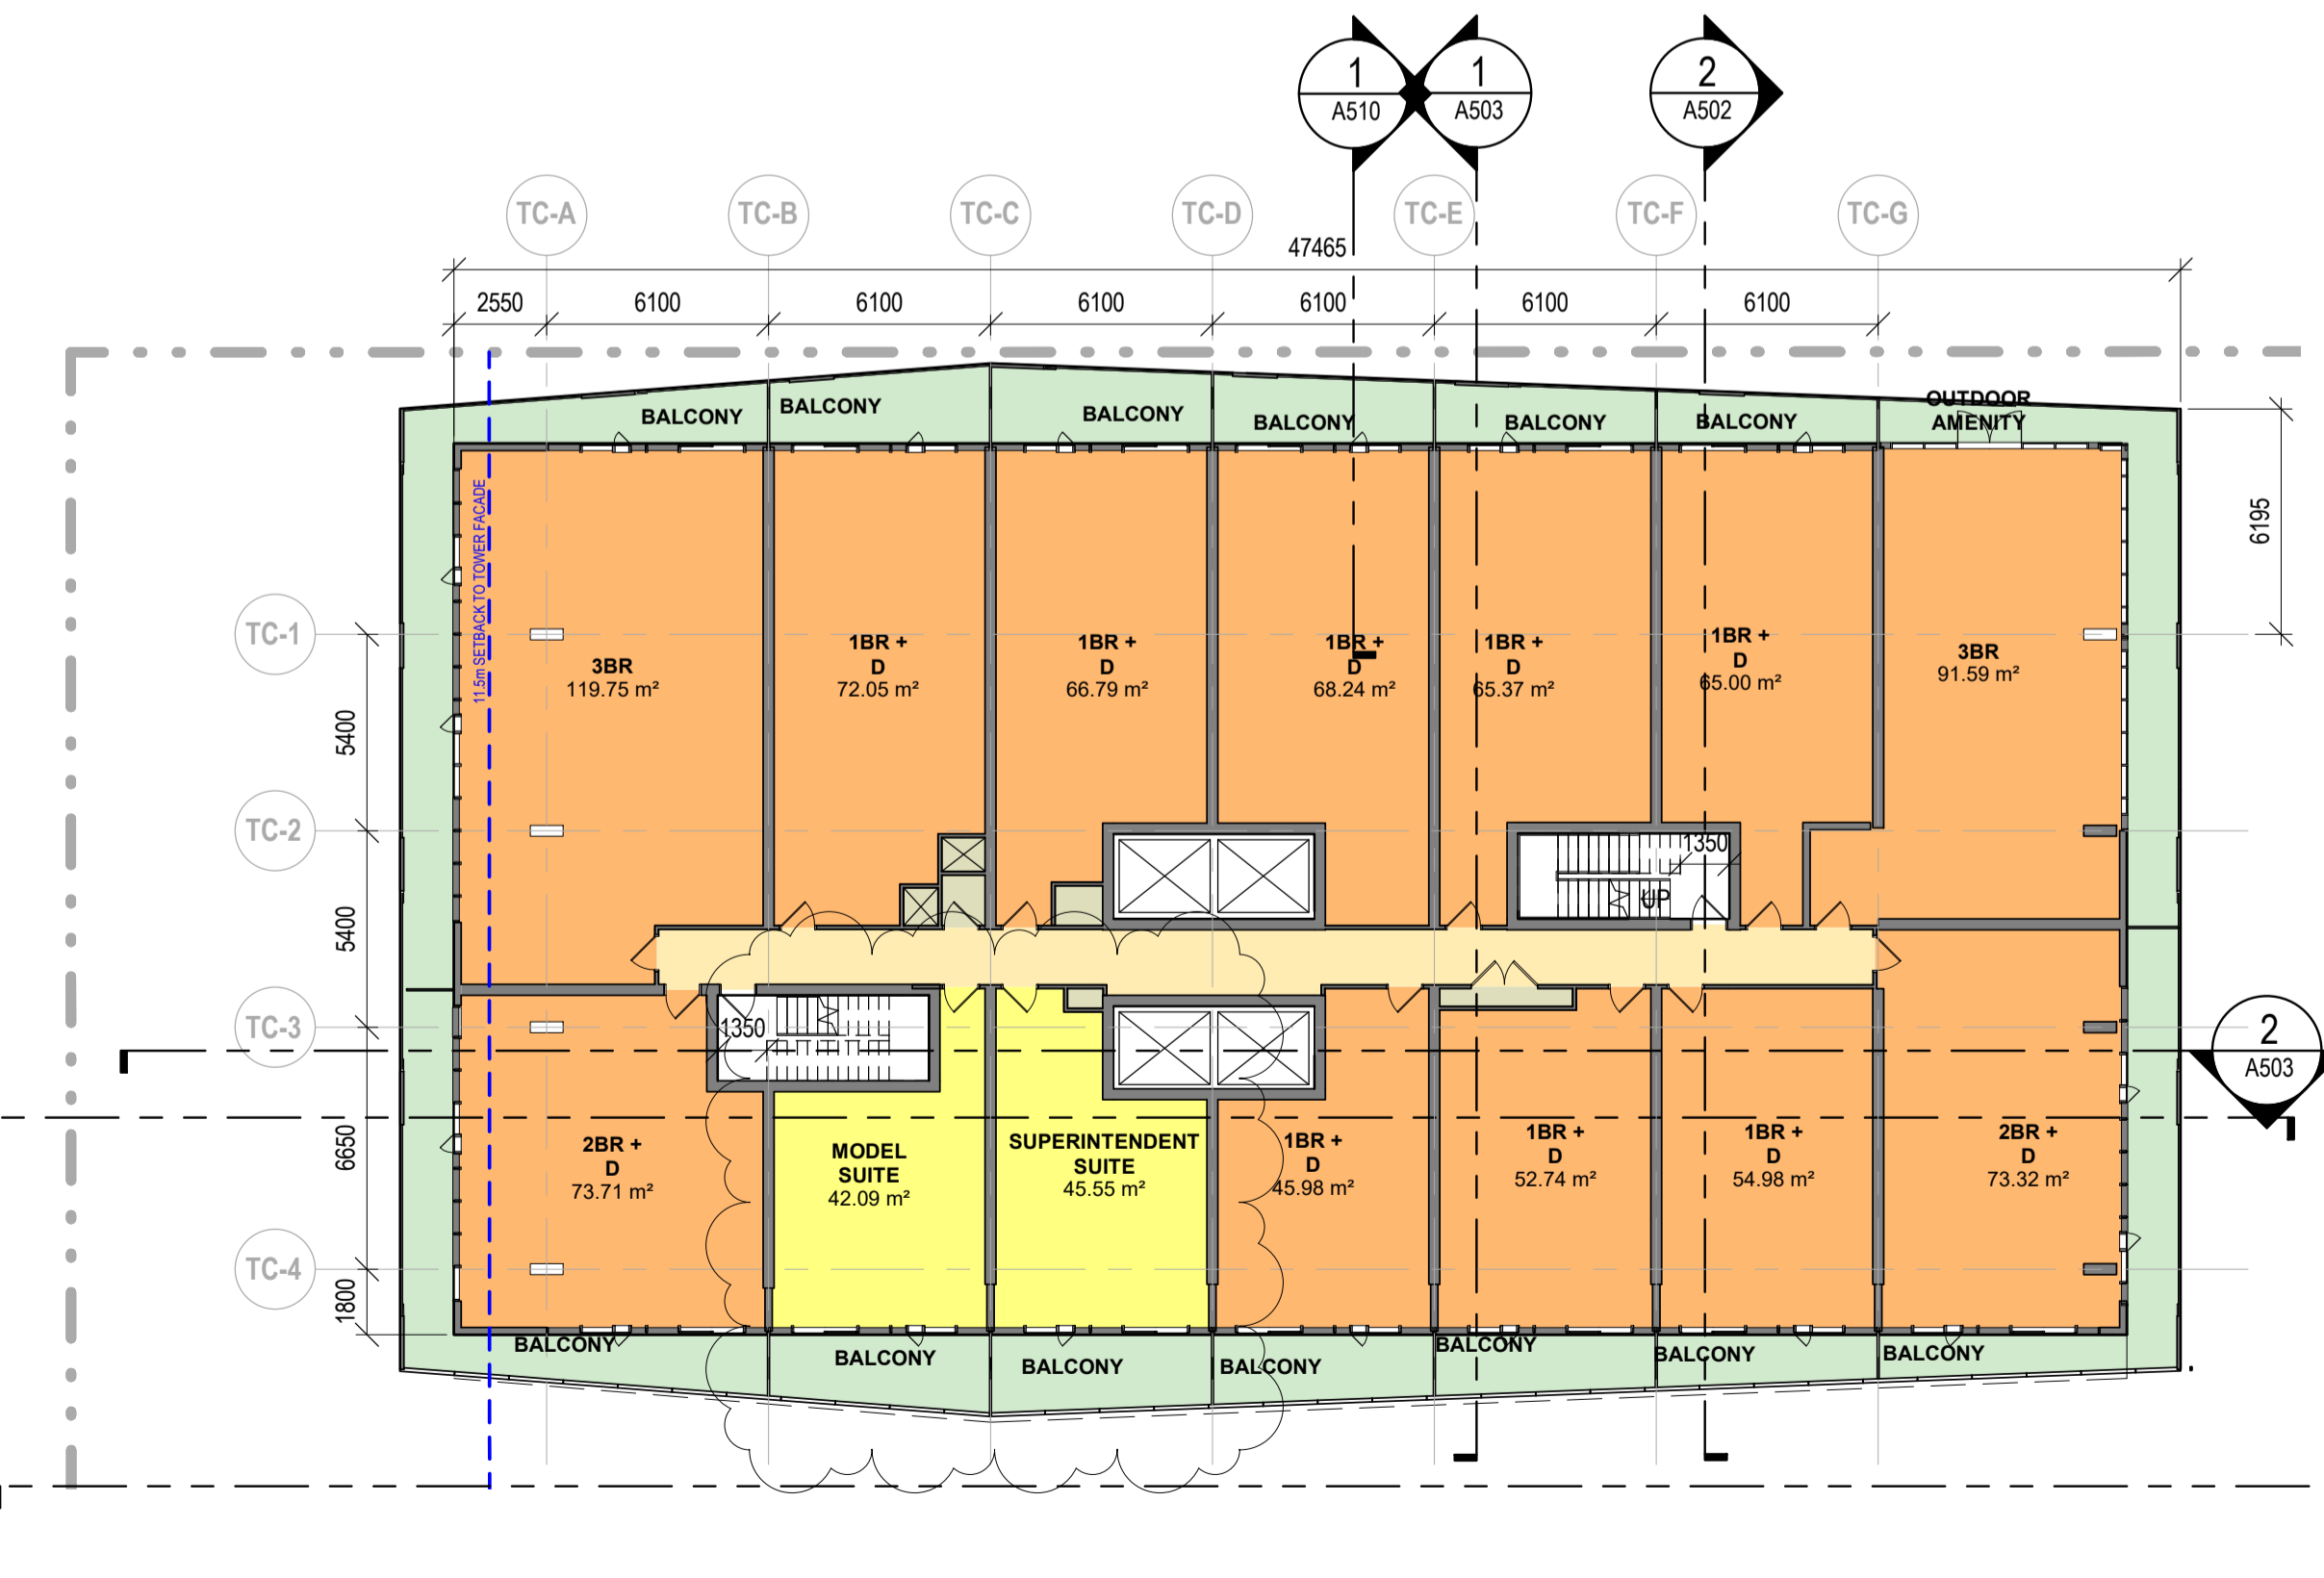 1
A510
1
A503
2
A502
TC-A
TC-B
TC-C
TC-D
TC-E
TC-F
TC-G
47465
2550
6100
6100
6100
6100
6100
6100
BALCONY
BALCONY
BALCONY
BALCONY
BALCONY
BALCONY
OUTDOOR
AMENITY
11.5m SETBACK TO TOWER FACADE
6195
TC-1
TC-2
TC-3
TC-4
5400
5400
6650
1800
3BR
119.75 m²
1BR +
D
72.05 m²
1BR +
D
66.79 m²
1BR +
D
68.24 m²
1BR +
D
65.37 m²
1BR +
D
65.00 m²
3BR
91.59 m²
1350
UP
1350
2
A503
2BR +
D
73.71 m²
MODEL
SUITE
42.09 m²
SUPERINTENDENT
SUITE
45.55 m²
1BR +
D
45.98 m²
1BR +
D
52.74 m²
1BR +
D
54.98 m²
2BR +
D
73.32 m²
BALCONY
BALCONY
BALCONY
BALCONY
BALCONY
BALCONY
BALCONY